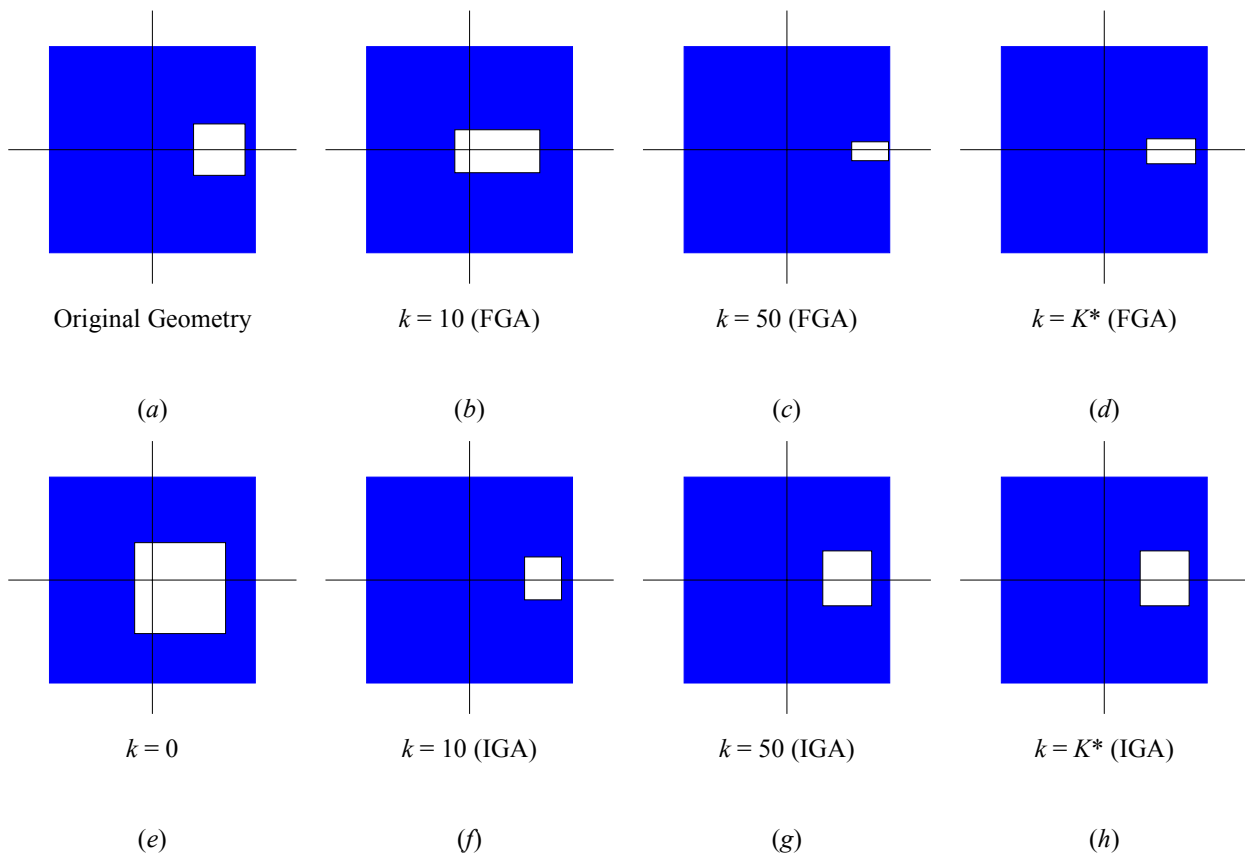 Original Geometry
k = 10 (FGA)
k = 50 (FGA)
k = K* (FGA)
(a)
(b)
(c)
(d)
k = 0
k = 10 (IGA)
k = 50 (IGA)
k = K* (IGA)
(e)
(f)
(g)
(h)